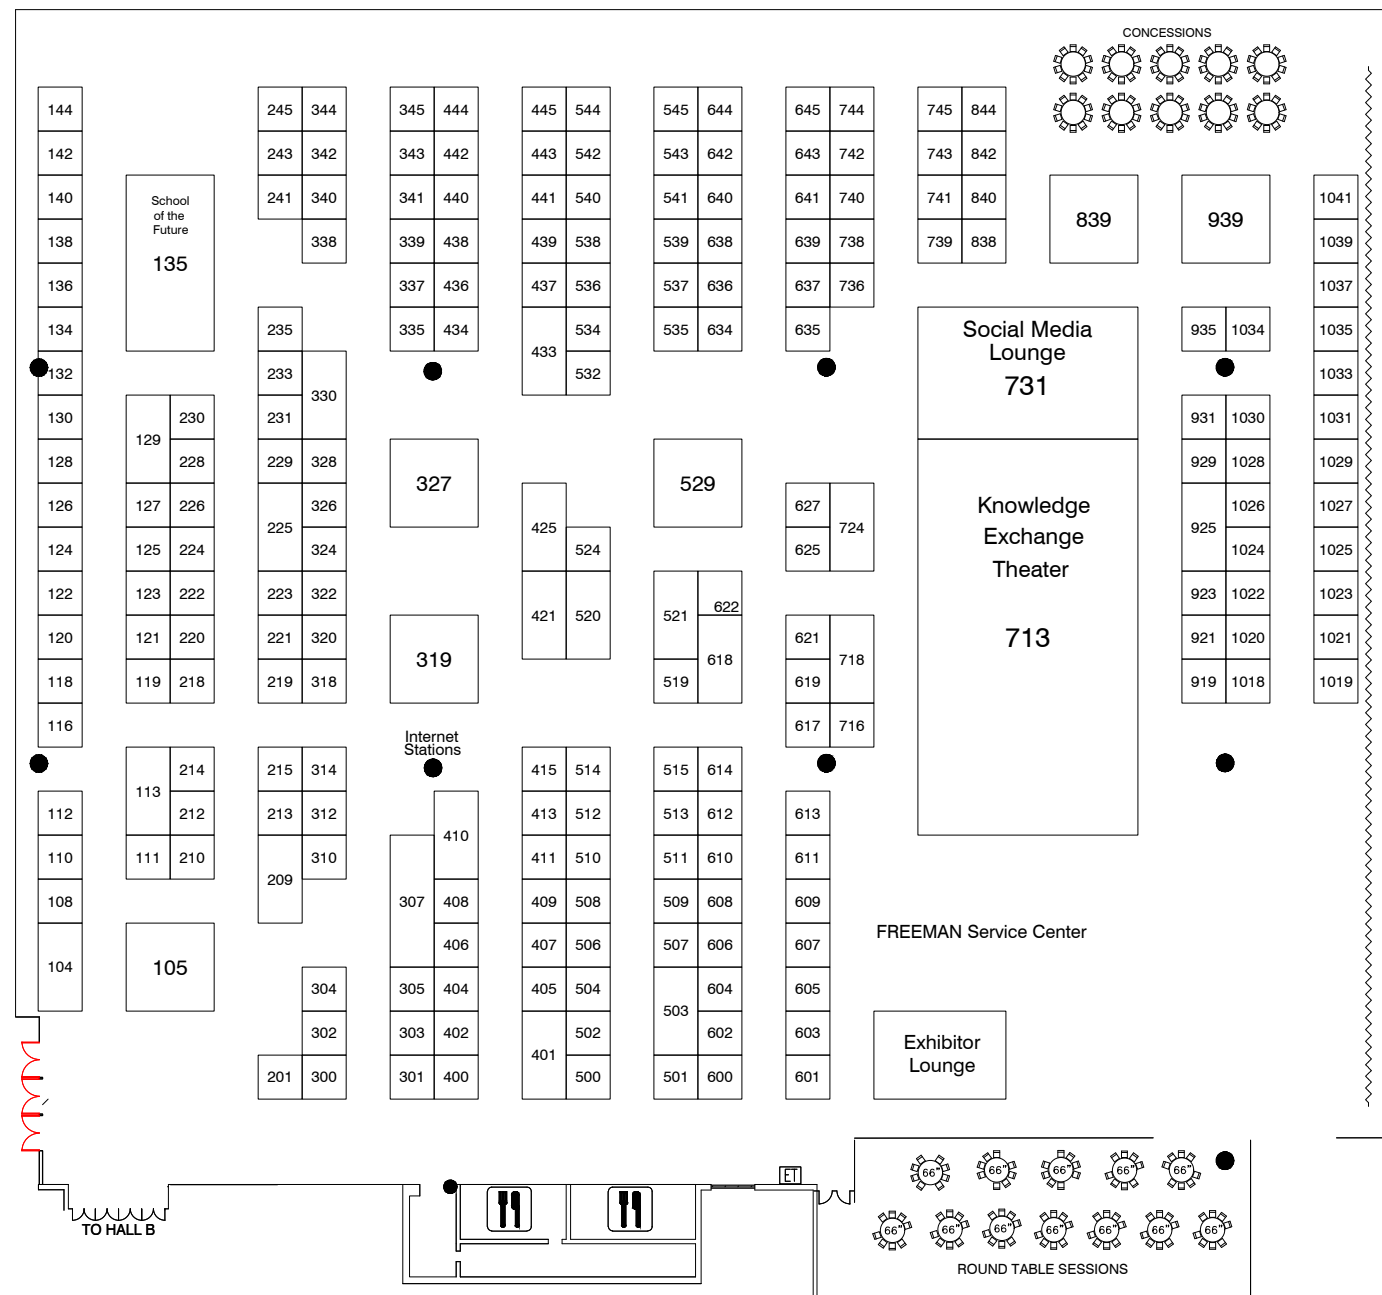 CONCESSIONS
144 245 344 345 444 445 544 545 644 645 744 745 844
142 243 342 343 442 443 542 543 642 643 742 743 842
140 241 340 341 440 441 540 541 640 641 740 741 840 1041
School
of the
Future
839 939
138 338 339 438 439 538 539 638 639 738 739 838 1039
135
136 337 436 437 536 537 636 637 736 1037
134 235 335 434 534 535 634 635 935 1034 1035
Social Media
Lounge
731
433
132 233 532 1033
330
130 230 231 931 1030 1031
129
128 228 229 328 929 1028 1029
327 529
126 127 226 326 627 1026 1027
Knowledge
Exchange
Theater
225 425 724 925
124 125 224 324 524 625 1024 1025
122 123 222 223 322 622 923 1022 1023
421 520 521
120 121 220 221 320 621 713 921 1020 1021
319 618 718
118 119 218 219 318 519 619 919 1018 1019
116 617 716
Internet
Stations
214 215 314 415 514 515 614
113
112 212 213 312 413 512 513 612 613
410
110 111 210 310 411 510 511 610 611
209
108 307 408 409 508 509 608 609
FREEMAN Service Center
406 407 506 507 606 607
104 105
304 305 404 405 504 604 605
503
302 303 402 502 602 603
Exhibitor
Lounge
401
201 300 301 400 500 501 600 601
ET
66" 66" 66" 66" 66"
TO HALL B
66" 66" 66" 66" 66" 66" 66"
ROUND TABLE SESSIONS